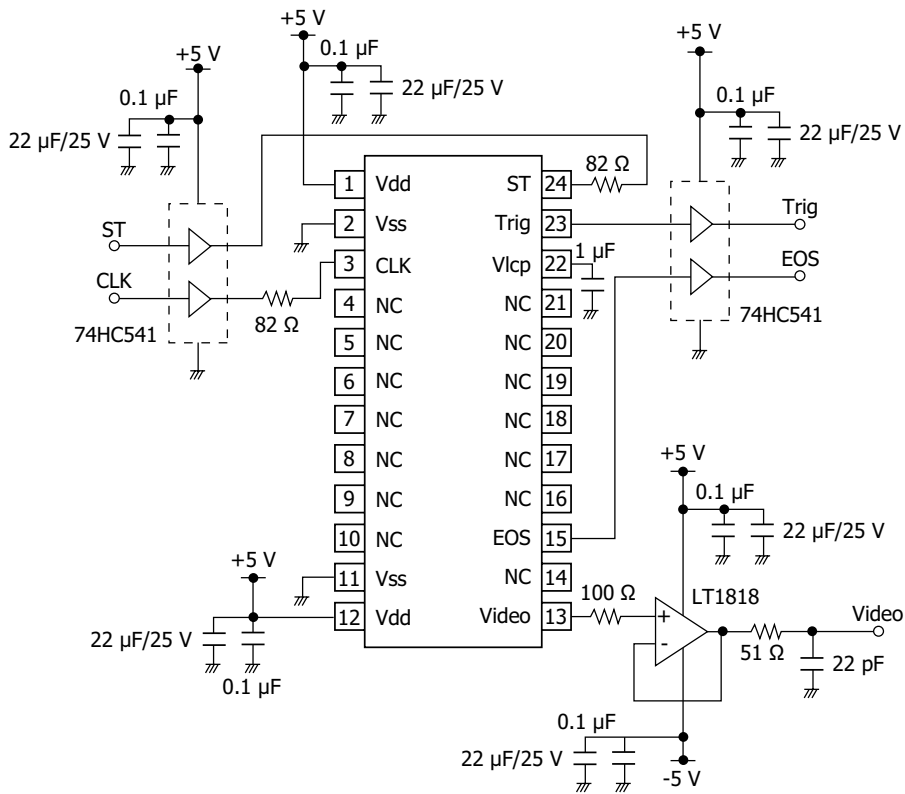 +5 V
0.1 µF
22 µF/25 V
+5 V
0.1 µF
22 µF/25 V
+5 V
0.1 µF
22 µF/25 V
ST
CLK
74HC541
82 Ω
82 Ω
1 µF
Trig
EOS
74HC541
1 Vdd
2 Vss
3 CLK
4 NC
5 NC
6 NC
7 NC
8 NC
9 NC
10 NC
11 Vss
12 Vdd
ST 24
Trig 23
Vlcp 22
NC 21
NC 20
NC 19
NC 18
NC 17
NC 16
EOS 15
NC 14
Video 13
+5 V
22 µF/25 V
0.1 µF
+5 V
0.1 µF
22 µF/25 V
100 Ω
LT1818
+
-
51 Ω
Video
22 pF
0.1 µF
22 µF/25 V
-5 V